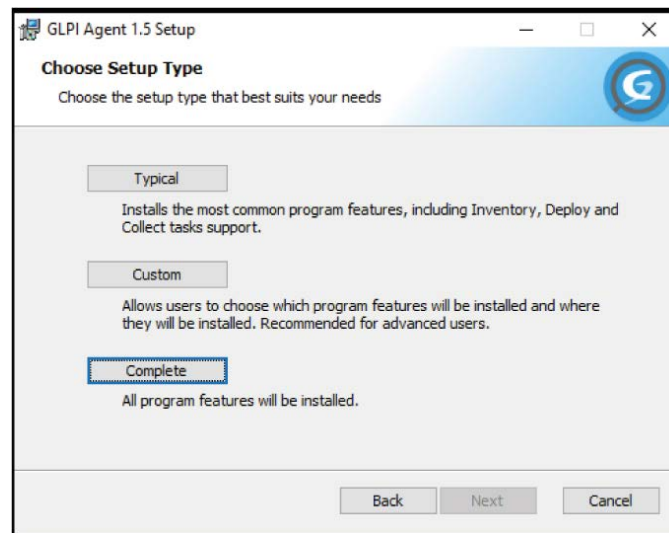 GLPI Agent 1.5 Setup
Choose Setup Type
Choose the setup type that best suits your needs
Typical
Installs the most common program features, including Inventory, Deploy and
Collect tasks support.
Custom
Allows users to choose which program features will be installed and where
they will be installed. Recommended for advanced users.
Complete
All program features will be installed.
Back Next Cancel